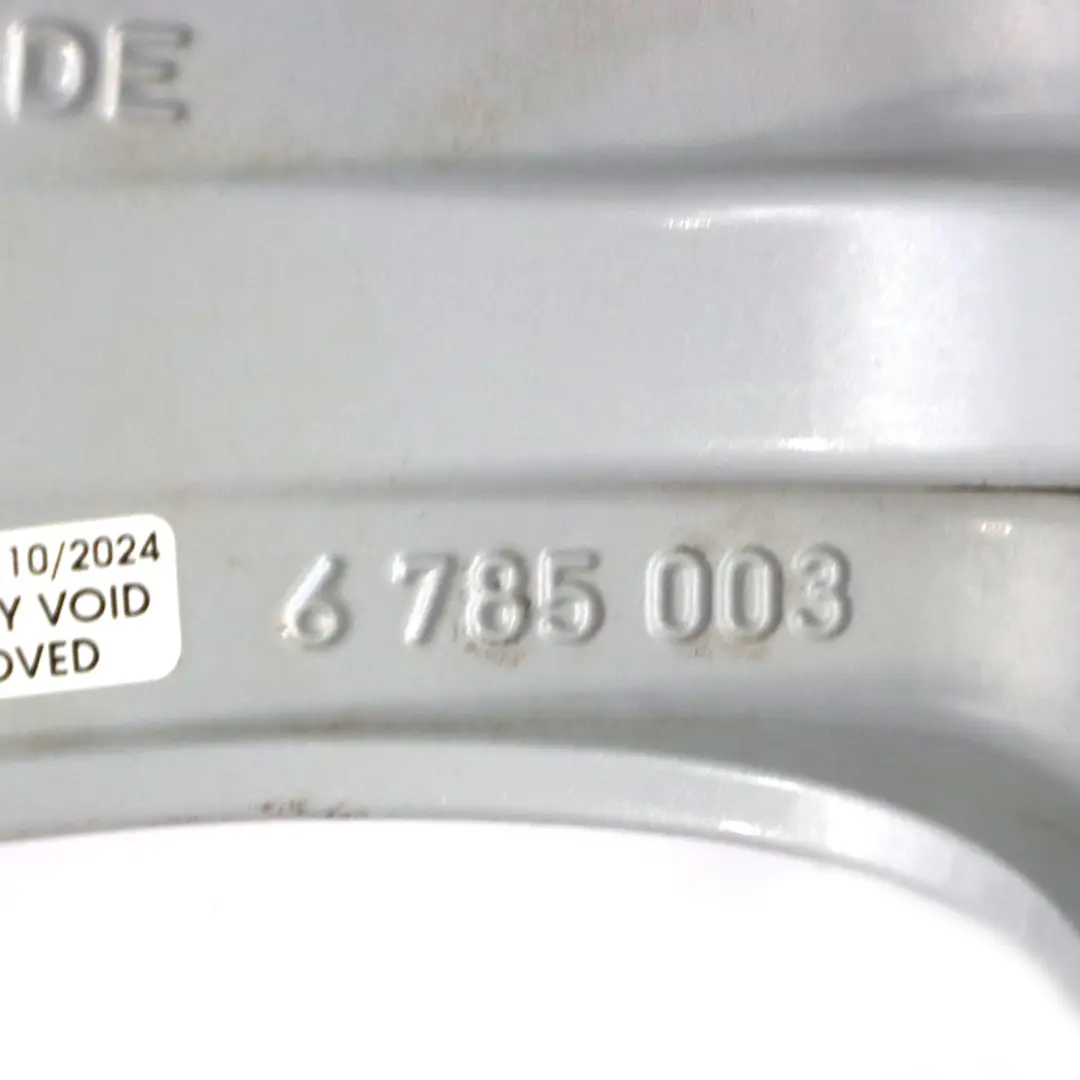 DE
10/2024
Y VOID
OVED
6 785 003